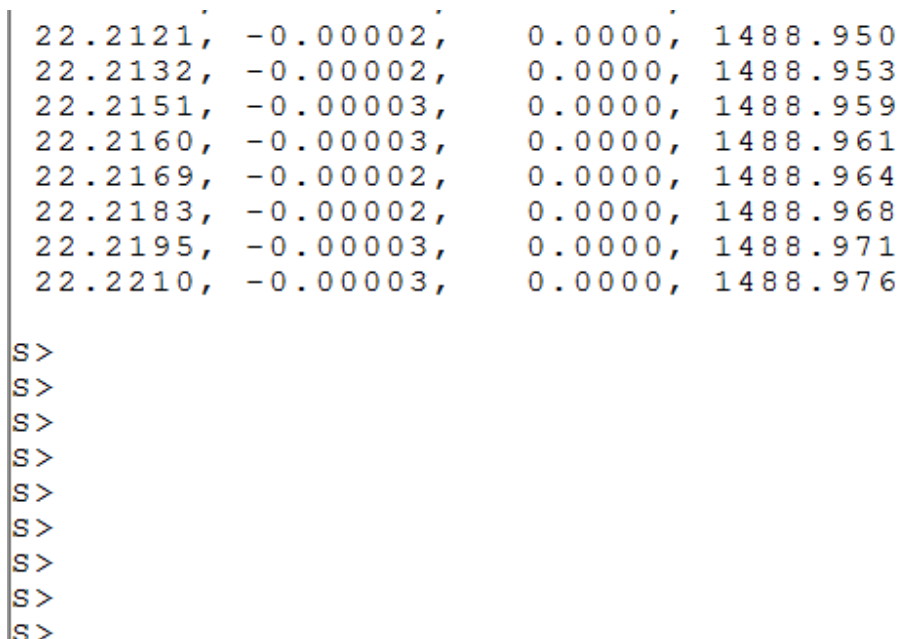 22.2121, -0.00002,   0.0000, 1488.950
22.2132, -0.00002,   0.0000, 1488.953
22.2151, -0.00003,   0.0000, 1488.959
22.2160, -0.00003,   0.0000, 1488.961
22.2169, -0.00002,   0.0000, 1488.964
22.2183, -0.00002,   0.0000, 1488.968
22.2195, -0.00003,   0.0000, 1488.971
22.2210, -0.00003,   0.0000, 1488.976
S>
S>
S>
S>
S>
S>
S>
S>
S>